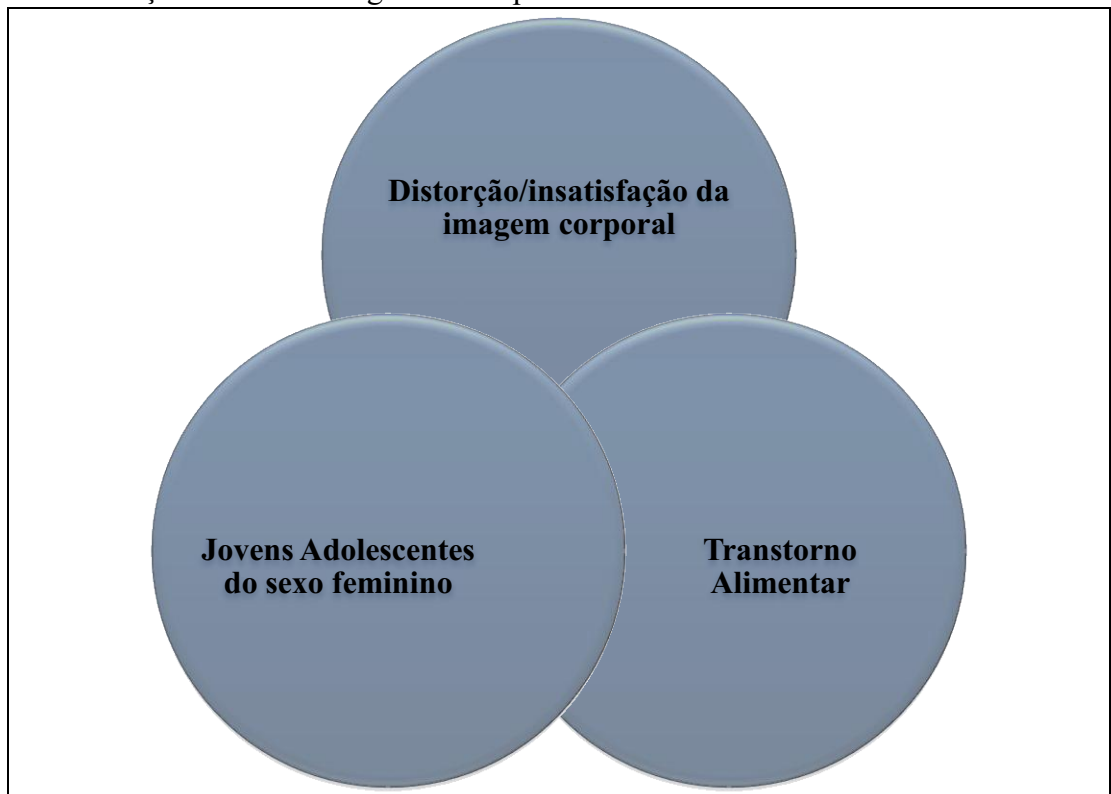 Distorção/insatisfação da
imagem corporal
Jovens Adolescentes
do sexo feminino
Transtorno
Alimentar